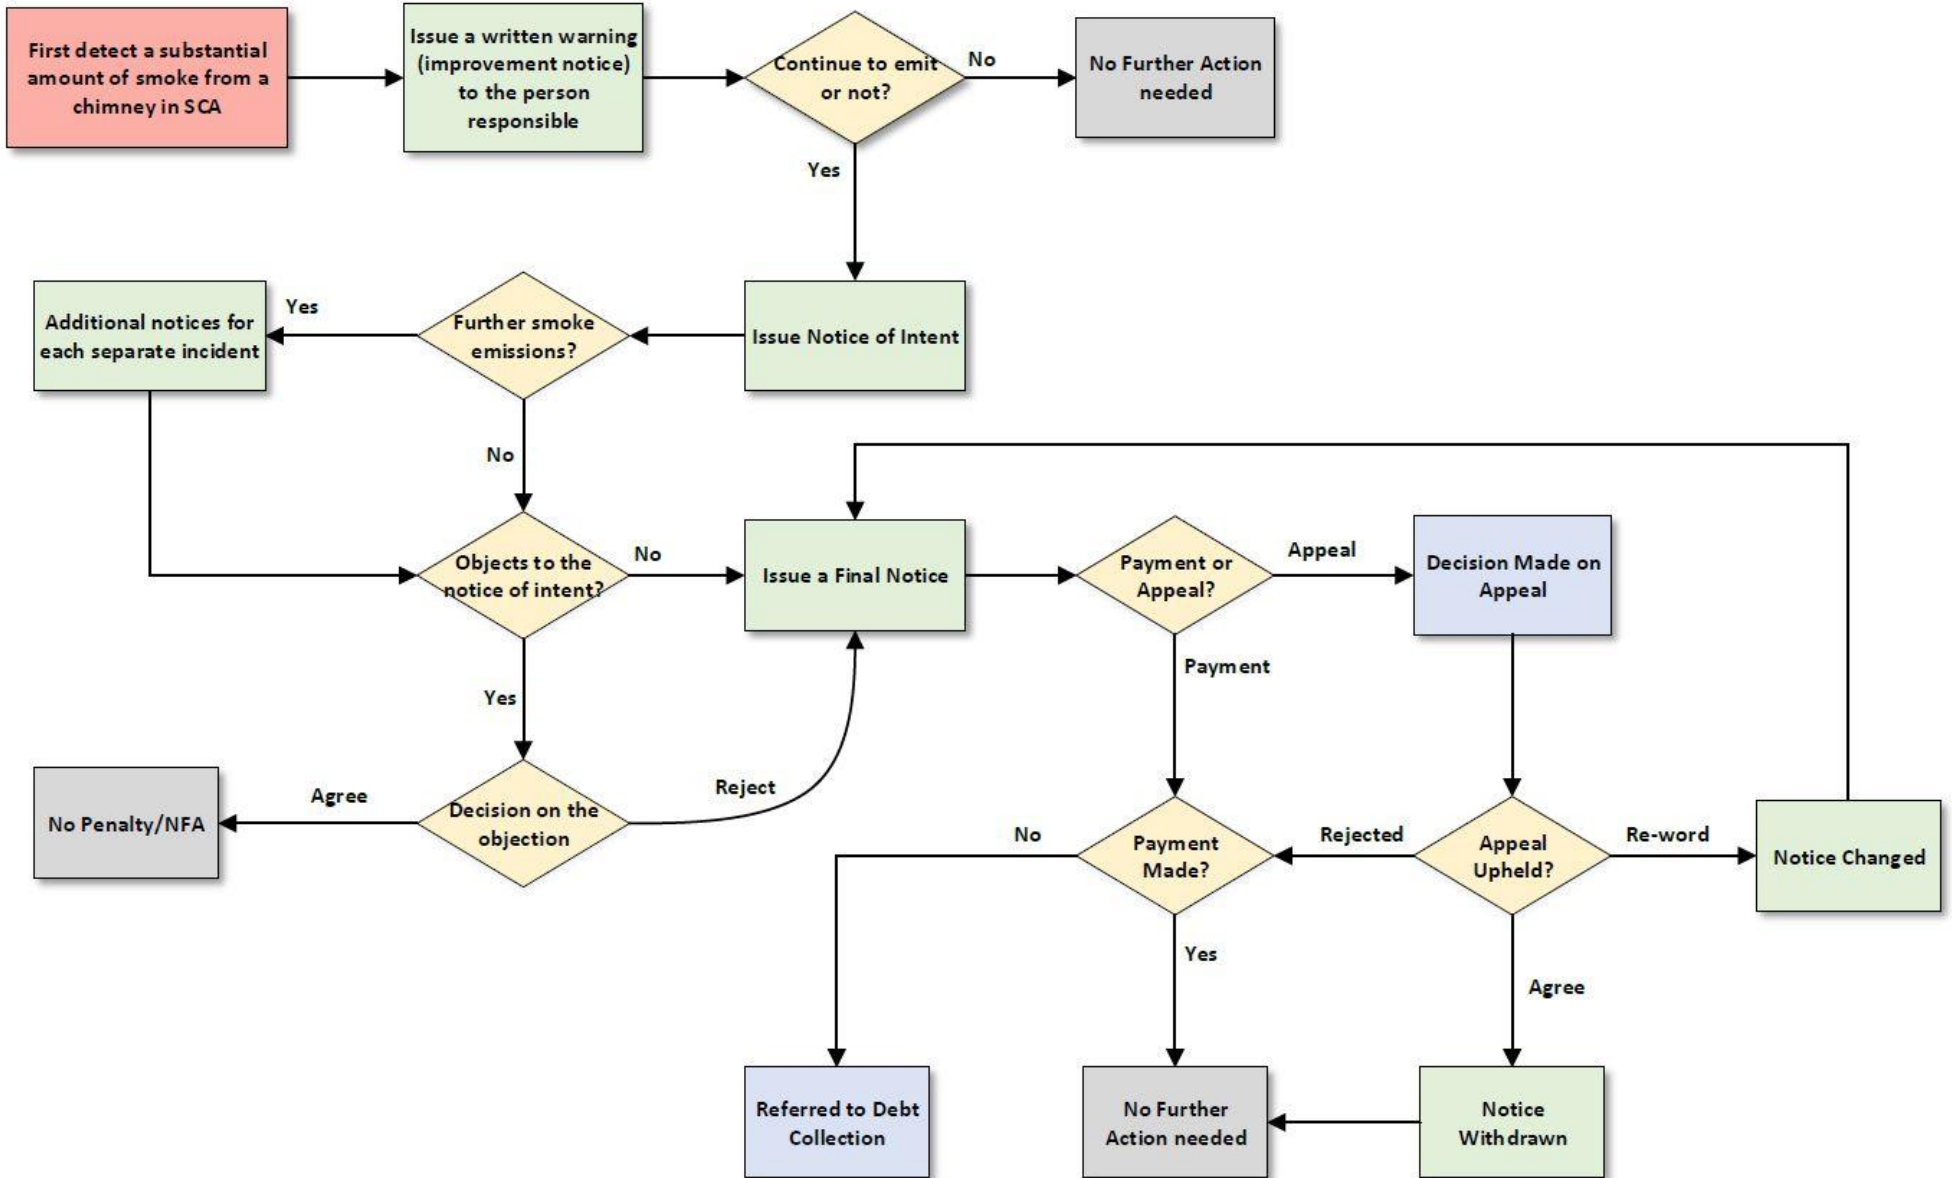 First detect a substantial
amount of smoke from a
chimney in SCA
Issue a written warning
(improvement notice)
to the person
responsible
Continue to emit
or not?
No
No Further Action
needed
Yes
Additional notices for
each separate incident
Yes
Further smoke
emissions?
Issue Notice of Intent
No
Objects to the
notice of intent?
No
Issue a Final Notice
Payment or
Appeal?
Appeal
Decision Made on
Appeal
Payment
Yes
No Penalty/NFA
Agree
Decision on the
objection
Reject
No
Payment
Made?
Rejected
Appeal
Upheld?
Re-word
Notice Changed
Yes
Agree
Referred to Debt
Collection
No Further
Action needed
Notice
Withdrawn